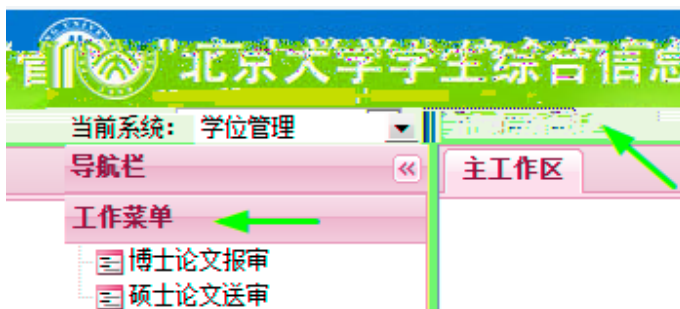 北京大学学生综合信息
当前系统： 学位管理
导航栏
主工作区
工作菜单
博士论文报审
硕士论文送审